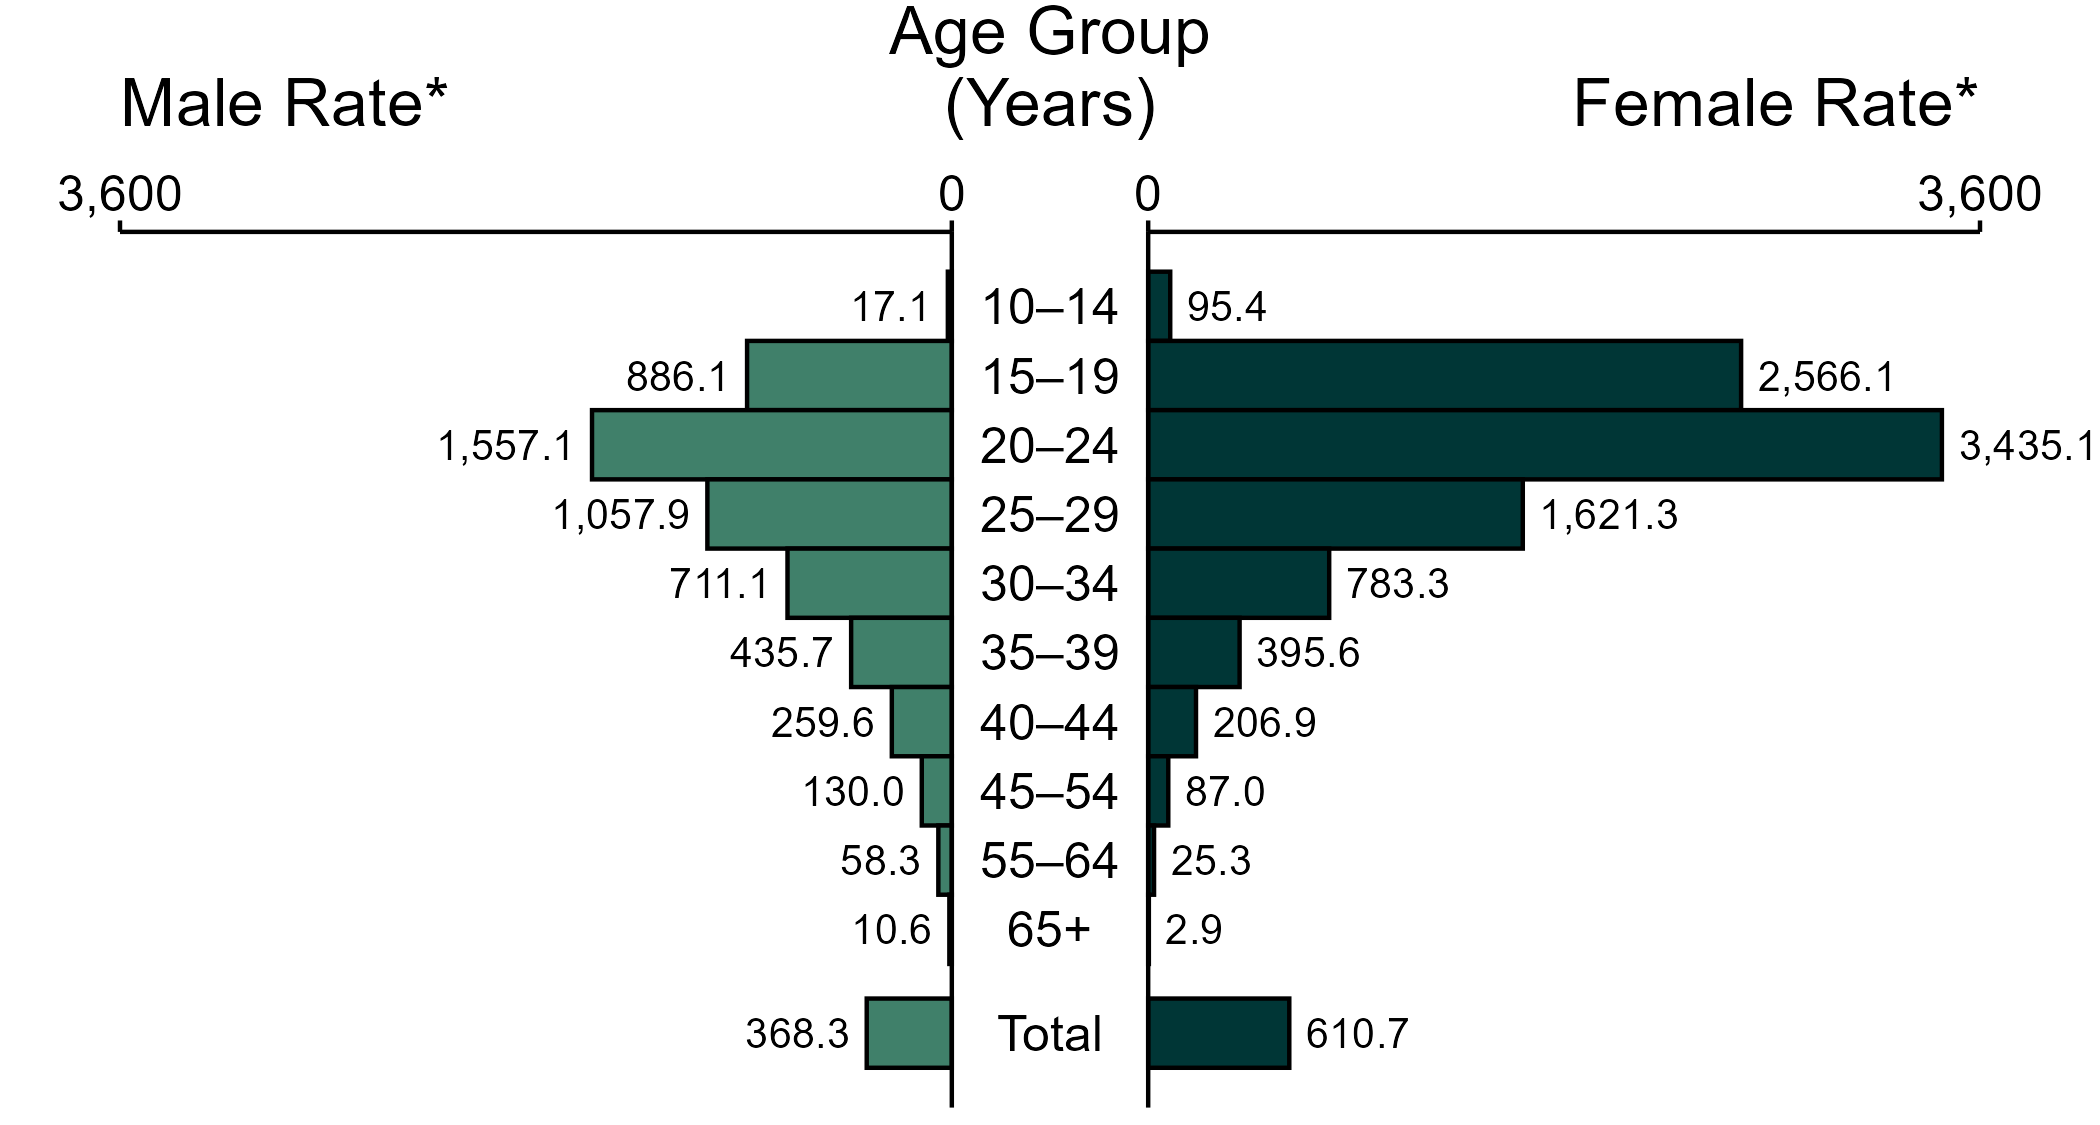 Age Group
Male Rate* (Years) Female Rate*
3,600 0 0 3,600
17.1 10–14 95.4
886.1 15–19 2,566.1
1,557.1 20–24 3,435.1
1,057.9 25–29 1,621.3
711.1 30–34 783.3
435.7 35–39 395.6
259.6 40–44 206.9
130.0 45–54 87.0
58.3 55–64 25.3
10.6 65+ 2.9
368.3 Total 610.7